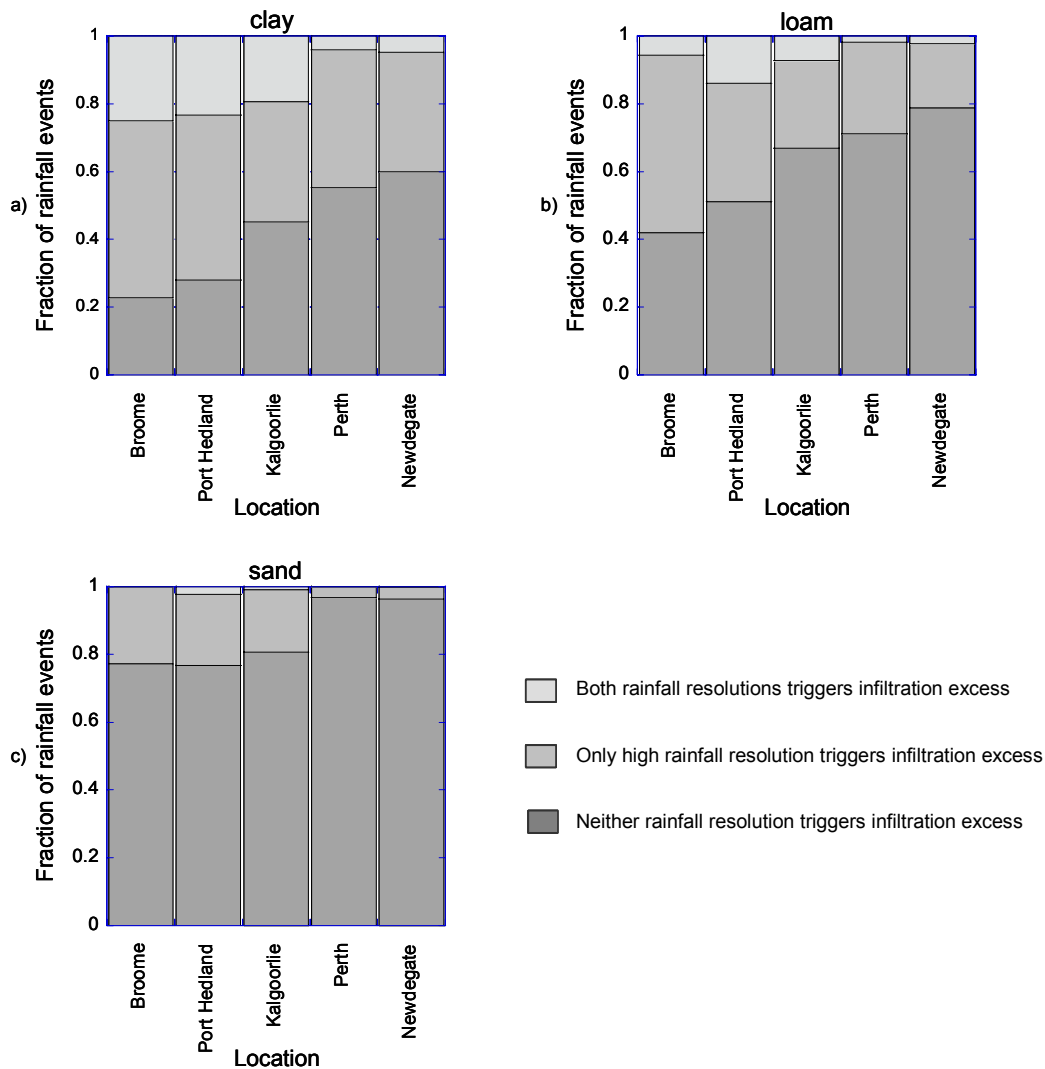 clay
a)
Fraction of rainfall events
1
0.8
0.6
0.4
0.2
0
Broome
Port Hedland
Kalgoorlie
Perth
Newdegate
Location
loam
b)
Fraction of rainfall events
1
0.8
0.6
0.4
0.2
0
Broome
Port Hedland
Kalgoorlie
Perth
Newdegate
Location
sand
c)
Fraction of rainfall events
1
0.8
0.6
0.4
0.2
0
Broome
Port Hedland
Kalgoorlie
Perth
Newdegate
Location
Both rainfall resolutions triggers infiltration excess
Only high rainfall resolution triggers infiltration excess
Neither rainfall resolution triggers infiltration excess